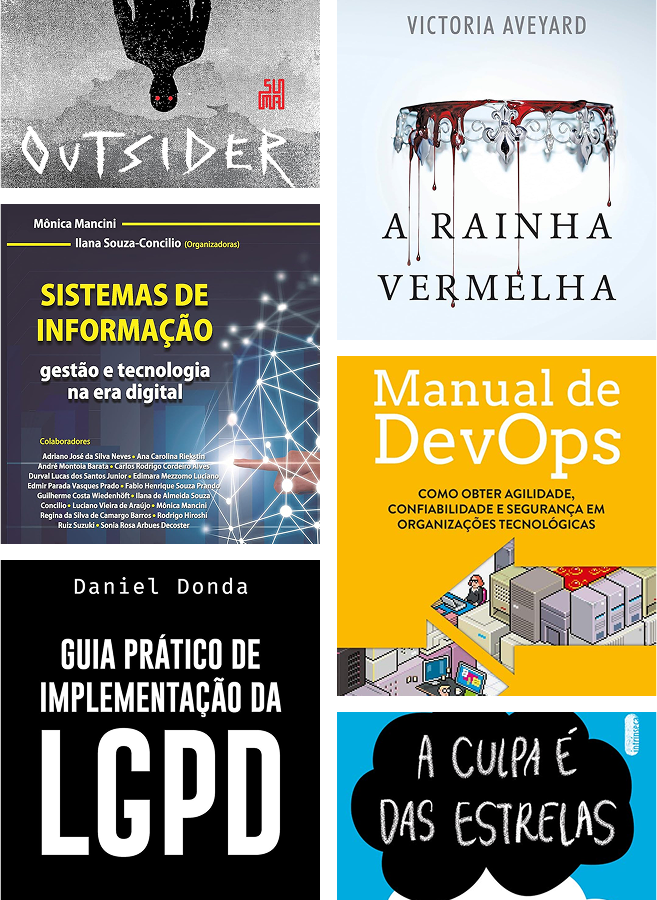 SUMA
OUTSIDER
Mônica Mancini
Ilana Souza-Concilio (Organizadoras)
SISTEMAS DE
INFORMAÇÃO
gestão e tecnologia
na era digital
Colaboradores
Adriano José da Silva Neves • Ana Carolina Riekstin
André Montoia Barata • Carlos Rodrigo Cordeiro Alves
Durval Lucas dos Santos Junior • Edimara Mezzomo Luciano
Edmir Parada Vasques Prado • Fabio Henrique Souza Prando
Guilherme Costa Wiedenhöft • Ilana de Almeida Souza
Concilio • Luciano Vieira de Araújo • Mônica Mancini
Regina da Silva de Camargo Barros • Rodrigo Hiroshi
Ruiz Suzuki • Sonia Rosa Arbues Decoster
Daniel Donda
GUIA PRÁTICO DE
IMPLEMENTAÇÃO DA
LGPD
VICTORIA AVEYARD
A RAINHA
VERMELHA
Manual de
DevOps
COMO OBTER AGILIDADE,
CONFIABILIDADE E SEGURANÇA EM
ORGANIZAÇÕES TECNOLÓGICAS
intrínseca
A CULPA É
DAS ESTRELAS